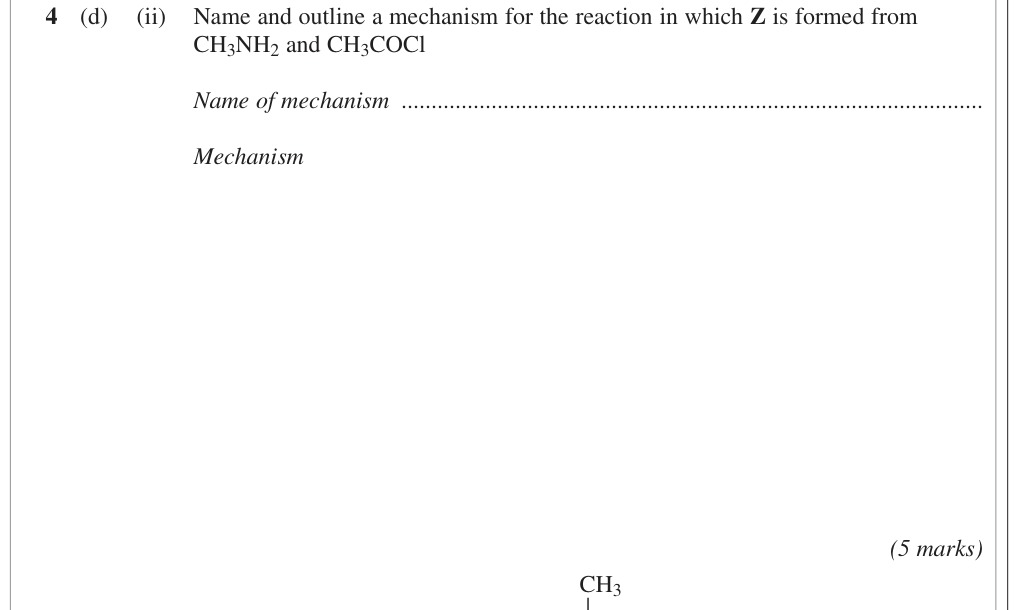 4 (d) (ii) Name and outline a mechanism for the reaction in which Z is formed from
CH₃NH₂ and CH₃COCl
Name of mechanism ................................................................................................
Mechanism
(5 marks)
CH₃